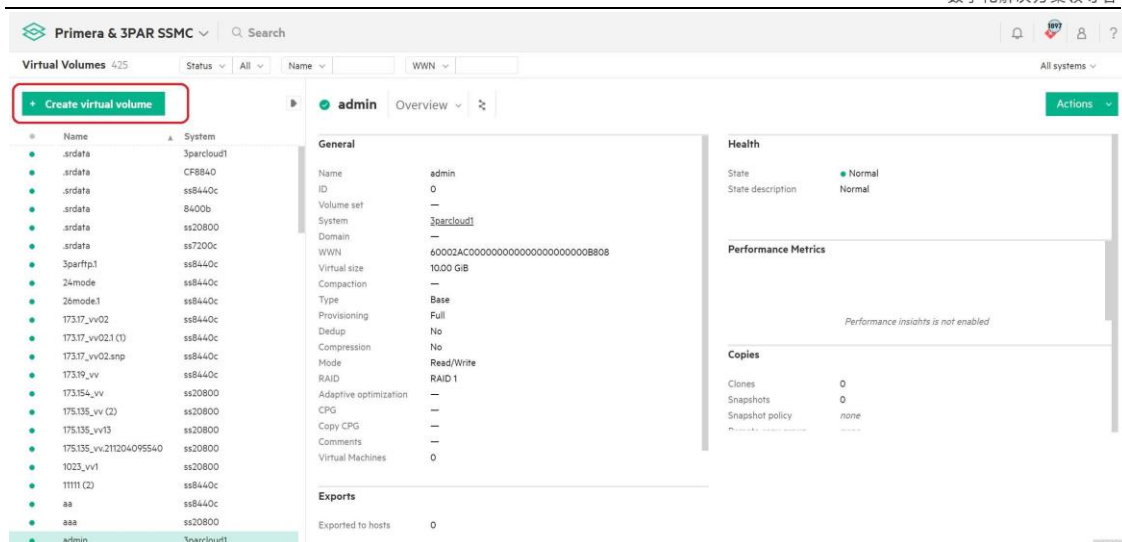 Primera & 3PAR SSMC Search 1897 ?
Virtual Volumes 425 Status All Name WWN All systems
+ Create virtual volume admin Overview Actions
Name System
.srdata 3parcloud1
.srdata CF8840
.srdata ss8440c
.srdata 8400b
.srdata ss20800
.srdata ss7200c
3parftp.1 ss8440c
24mode ss8440c
26mode.1 ss8440c
173.17_vv02 ss8440c
173.17_vv02.1 (1) ss8440c
173.17_vv02.snp ss8440c
173.19_vv ss8440c
173.154_vv ss20800
175.135_vv (2) ss20800
175.135_vv13 ss20800
175.135_vv.211204095540 ss20800
1023_vv1 ss20800
11111 (2) ss8440c
aa ss8440c
aaa ss20800
admin 3parcloud1
General
Name admin
ID 0
Volume set —
System 3parcloud1
Domain —
WWN
Virtual size 10.00 GiB
Compaction —
Type Base
Provisioning Full
Dedup No
Compression No
Mode Read/Write
RAID RAID 1
Adaptive optimization —
CPG —
Copy CPG —
Comments —
Virtual Machines 0
Exports
Exported to hosts 0
Health
State Normal
State description Normal
Performance Metrics
Performance insights is not enabled
Copies
Clones 0
Snapshots 0
Snapshot policy none